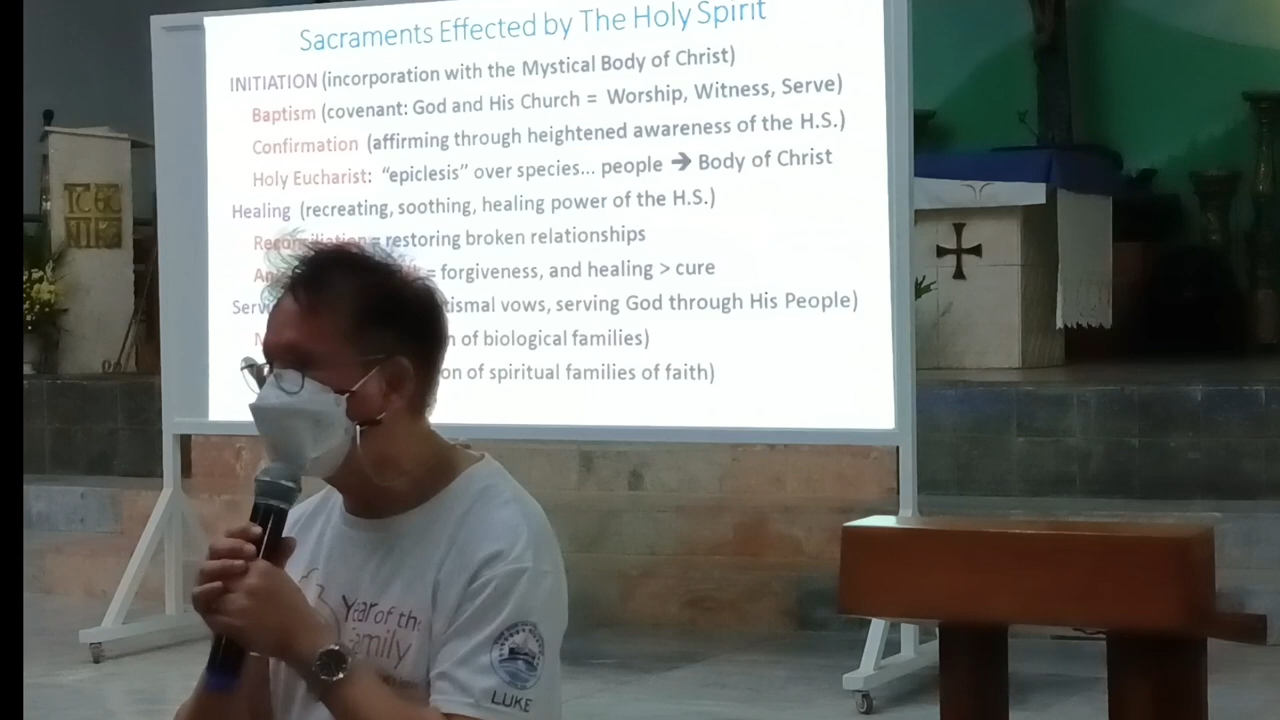 Sacraments Effected by The Holy Spirit
INITIATION (incorporation with the Mystical Body of Christ)
Baptism (covenant: God and His Church = Worship, Witness, Serve)
Confirmation (affirming through heightened awareness of the H.S.)
Holy Eucharist: "epiclesis" over species... people ➔ Body of Christ
Healing (recreating, soothing, healing power of the H.S.)
Reconciliation = restoring broken relationships
= forgiveness, and healing > cure
vows, serving God through His People)
of biological families)
of spiritual families of faith)
Year of the
Family
LUKE